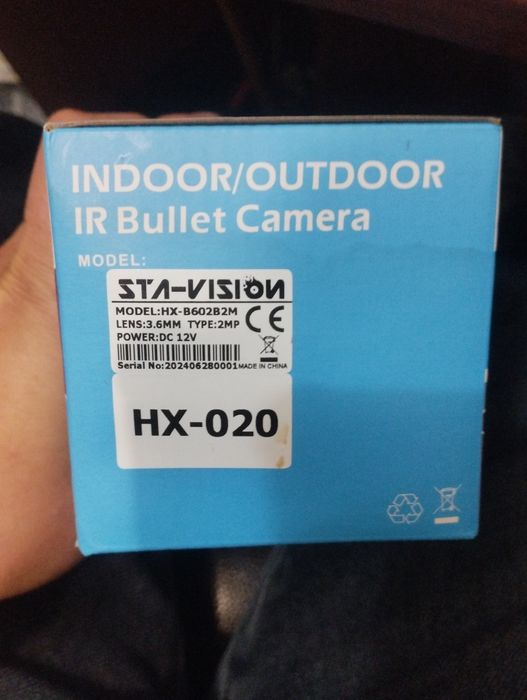 INDOOR/OUTDOOR
IR Bullet Camera
MODEL:
STA-VISION
MODEL:HX-B602B2M
LENS:3.6MM TYPE:2MP
POWER:DC 12V
CE
Serial No:202406280001 MADE IN CHINA
HX-020